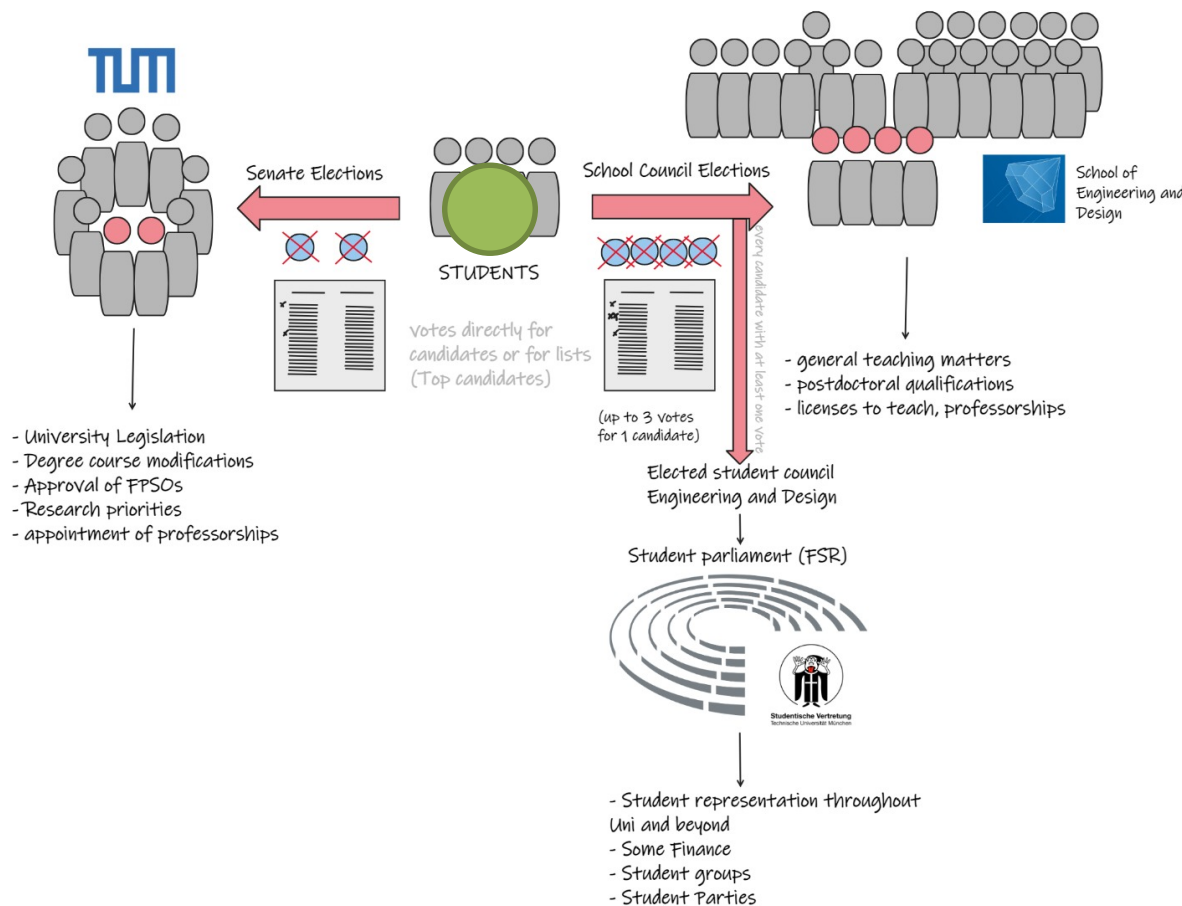 TUM
Senate Elections
STUDENTS
votes directly for
candidates or for lists
(Top candidates)
School Council Elections
every candidate with at least one vote
(up to 3 votes
for 1 candidate)
School of
Engineering and
Design
- University Legislation
- Degree course modifications
- Approval of FPSOs
- Research priorities
- appointment of professorships
- general teaching matters
- postdoctoral qualifications
- licenses to teach, professorships
Elected student council
Engineering and Design
Student parliament (FSR)
Studentische Vertretung
Technische Universität München
- Student representation throughout
Uni and beyond
- Some Finance
- Student groups
- Student Parties